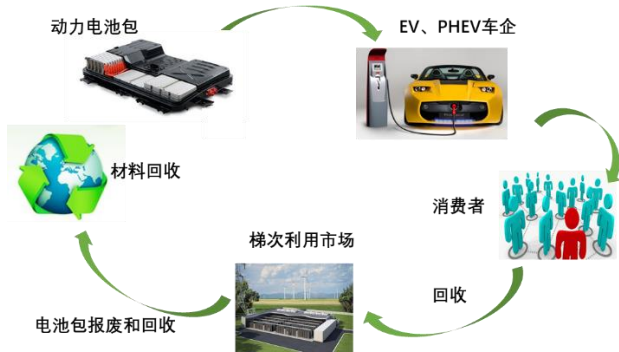 动力电池包
EV、PHEV车企
材料回收
消费者
梯次利用市场
回收
电池包报废和回收